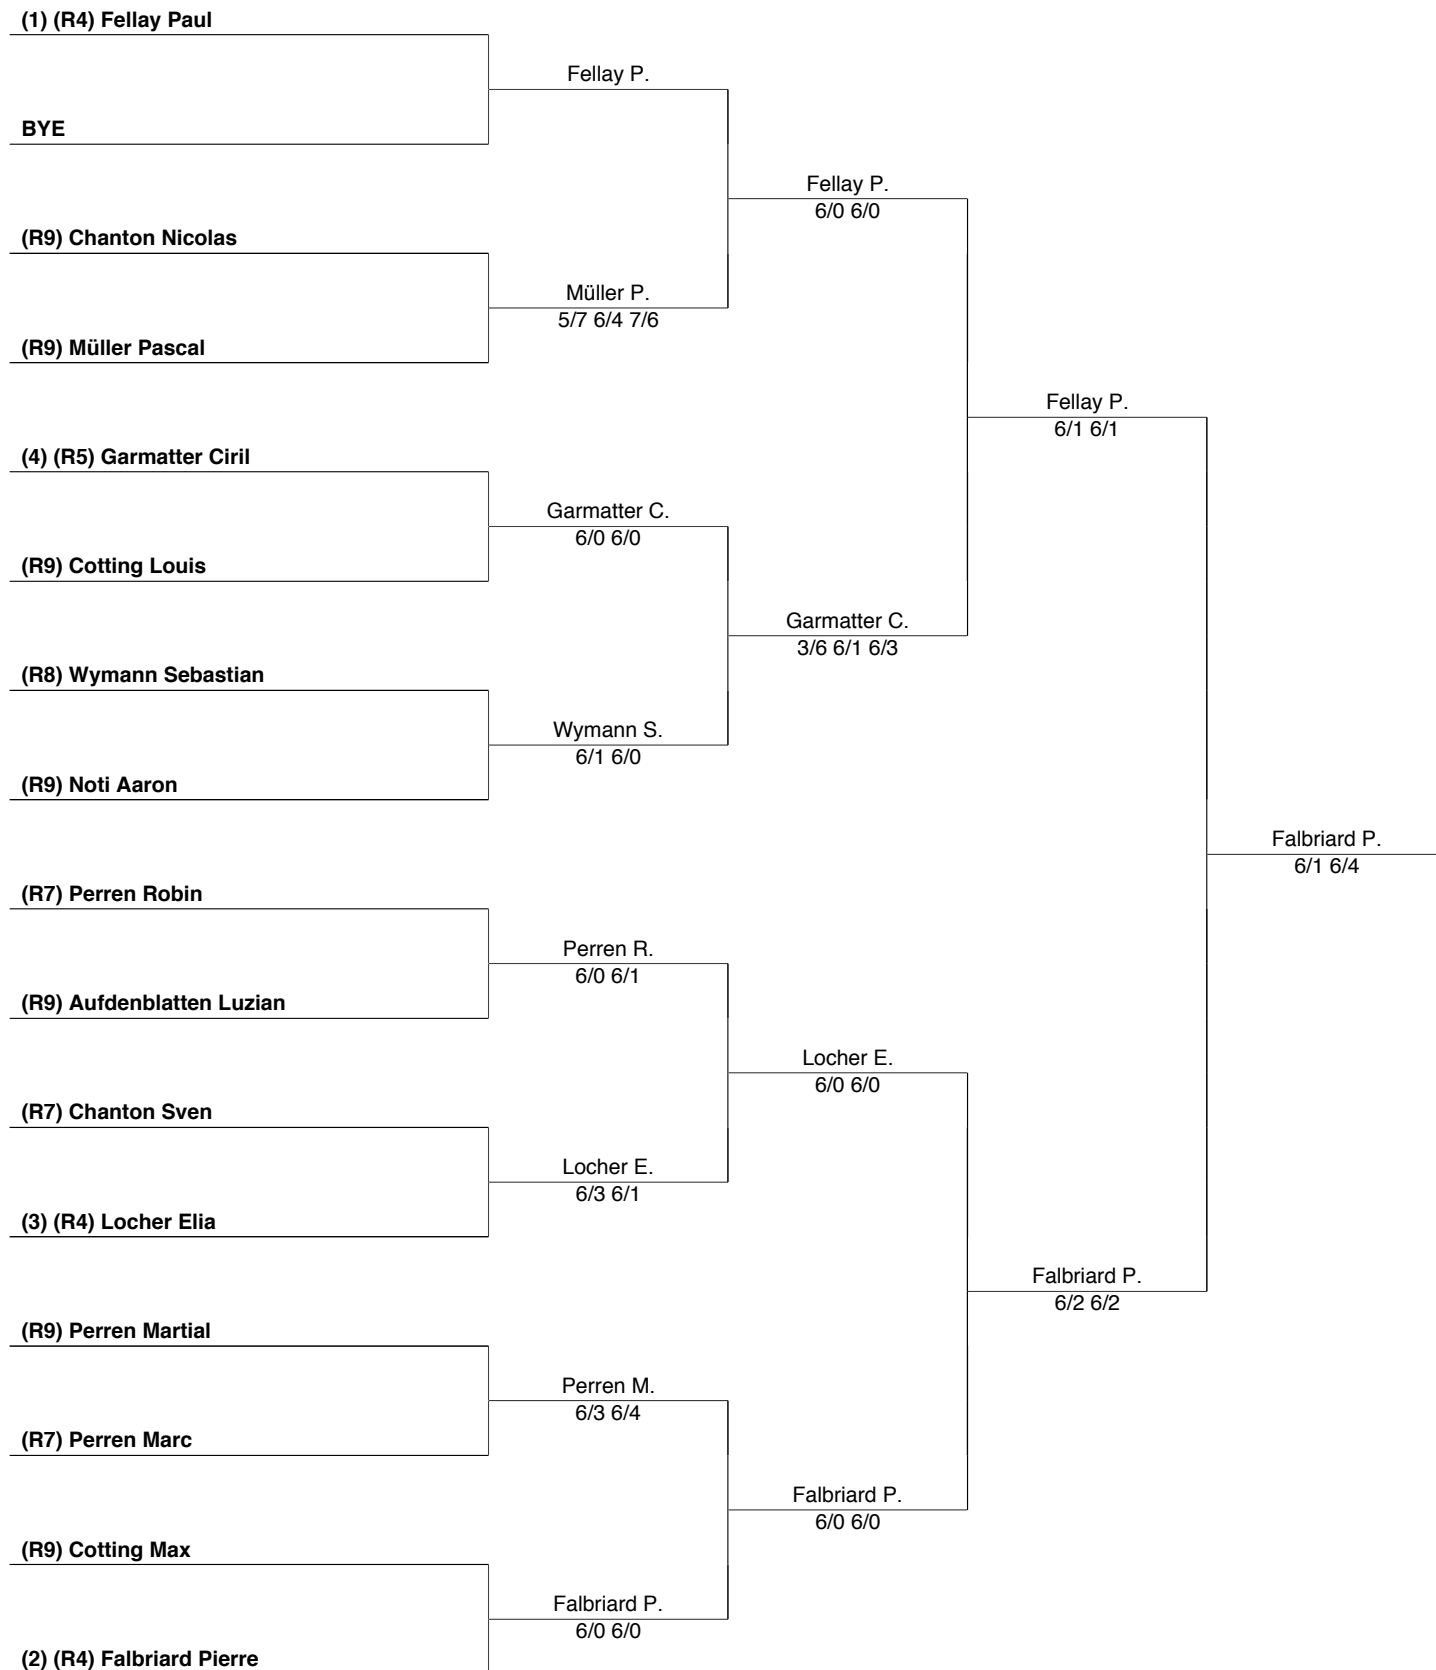 (1) (R4) Fellay Paul
Fellay P.
BYE
Fellay P.
6/0 6/0
(R9) Chanton Nicolas
Müller P.
5/7 6/4 7/6
(R9) Müller Pascal
Fellay P.
6/1 6/1
(4) (R5) Garmatter Ciril
Garmatter C.
6/0 6/0
(R9) Cotting Louis
Garmatter C.
3/6 6/1 6/3
(R8) Wymann Sebastian
Wymann S.
6/1 6/0
(R9) Noti Aaron
Falbriard P.
6/1 6/4
(R7) Perren Robin
Perren R.
6/0 6/1
(R9) Aufdenblatten Luzian
Locher E.
6/0 6/0
(R7) Chanton Sven
Locher E.
6/3 6/1
(3) (R4) Locher Elia
Falbriard P.
6/2 6/2
(R9) Perren Martial
Perren M.
6/3 6/4
(R7) Perren Marc
Falbriard P.
6/0 6/0
(R9) Cotting Max
Falbriard P.
6/0 6/0
(2) (R4) Falbriard Pierre